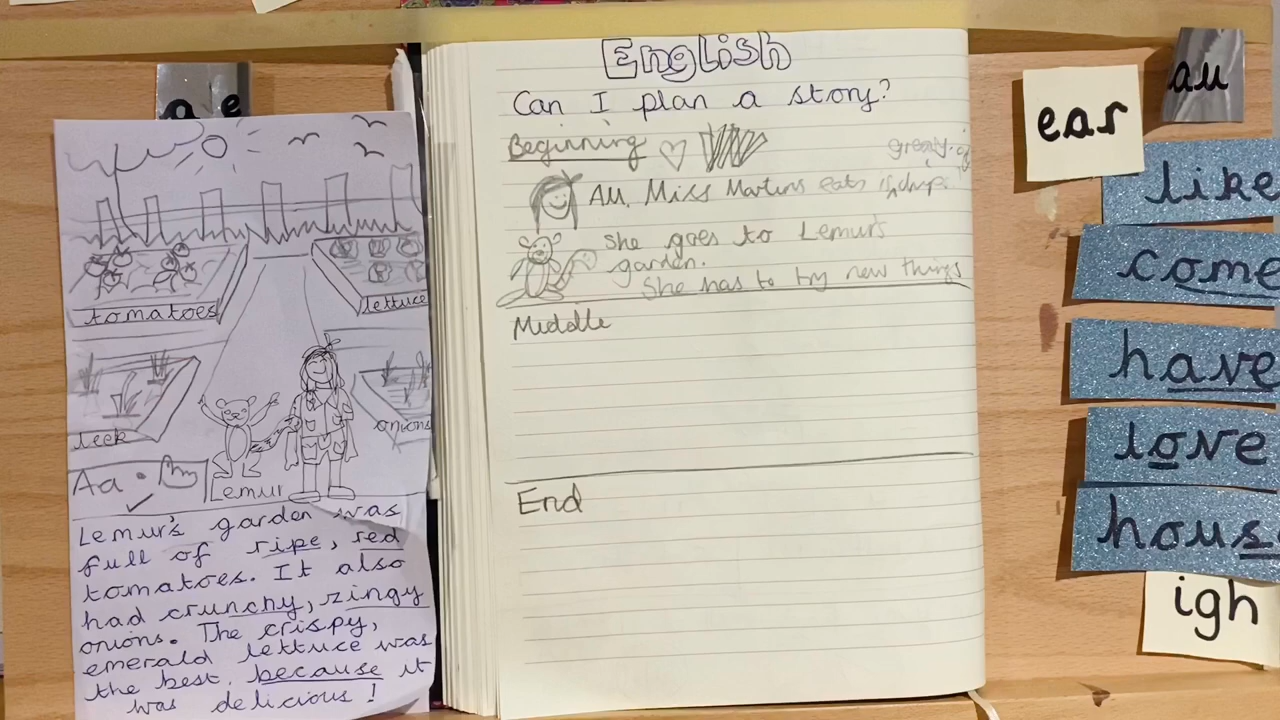 a e
tomatoes
lettuce
leek
onions
Aa
Lemur
Lemur's garden was
full of ripe, red
tomatoes. It also
had crunchy, zingy
onions. The crispy,
emerald lettuce was
the best, because it
was delicious!
English
Can I plan a story?
Beginning
All Miss Martins eats is chips.
She goes to Lemur's
garden.
She has to try new things
Middle
End
ear
au
like
come
have
love
hous
igh